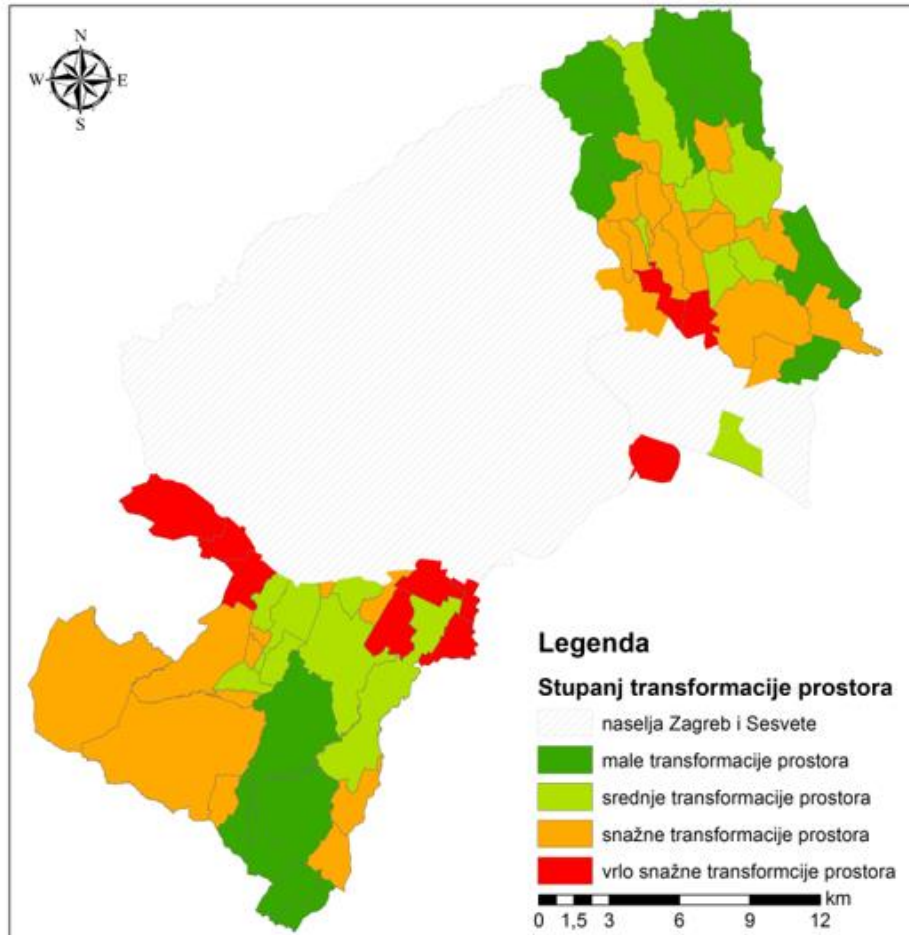 N
W E
S
Legenda
Stupanj transformacije prostora
naselja Zagreb i Sesvete
male transformacije prostora
srednje transformacije prostora
snažne transformacije prostora
vrlo snažne transformcije prostora
km
0 1,5 3 6 9 12